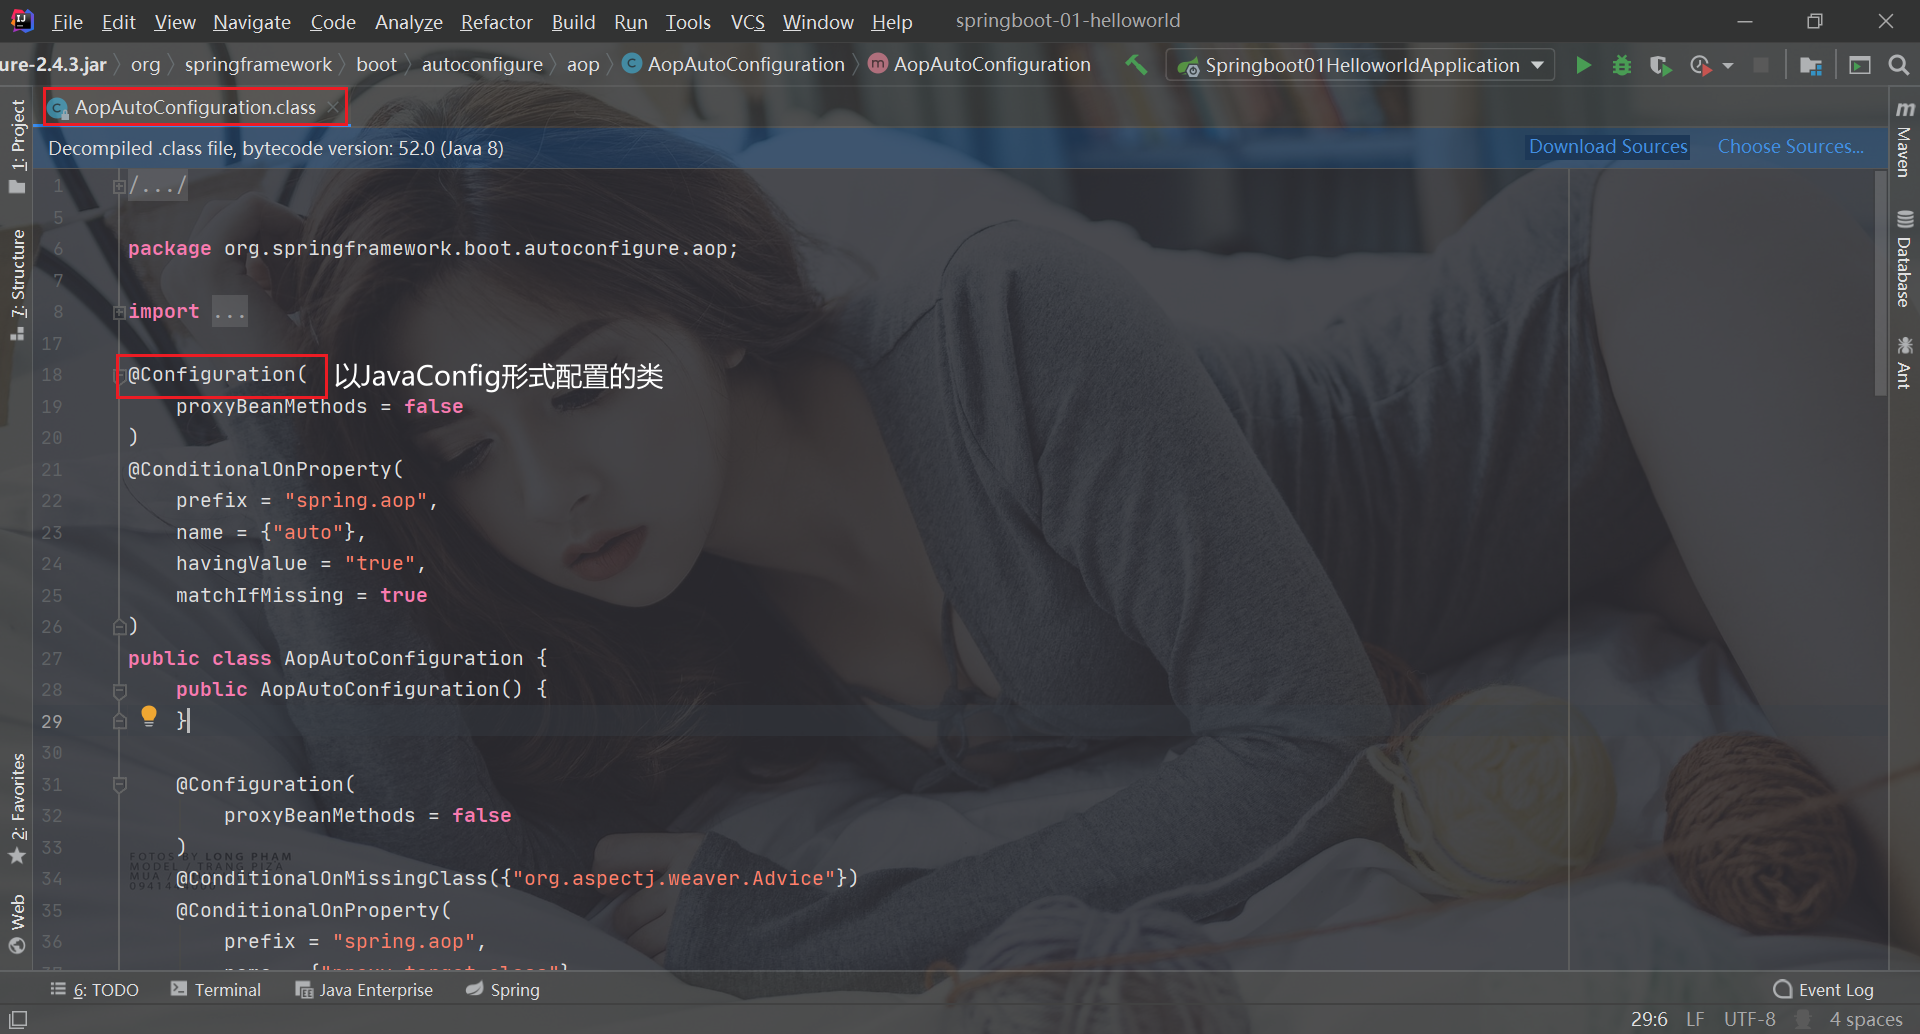 File Edit View Navigate Code Analyze Refactor Build Run Tools VCS Window Help springboot-01-helloworld
ure-2.4.3.jar org springframework boot autoconfigure aop AopAutoConfiguration AopAutoConfiguration Springboot01HelloworldApplication
AopAutoConfiguration.class
Decompiled .class file, bytecode version: 52.0 (Java 8) Download Sources Choose Sources...
1: Project
7: Structure
2: Favorites
Web
Maven
Database
Ant
1 /.../
5
6 package org.springframework.boot.autoconfigure.aop;
7
8 import ...
17
18 @Configuration( 以JavaConfig形式配置的类
19 proxyBeanMethods = false
20 )
21 @ConditionalOnProperty(
22 prefix = "spring.aop",
23 name = {"auto"},
24 havingValue = "true",
25 matchIfMissing = true
26 )
27 public class AopAutoConfiguration {
28 public AopAutoConfiguration() {
29 }
30
31 @Configuration(
32 proxyBeanMethods = false
33 )
34 @ConditionalOnMissingClass({"org.aspectj.weaver.Advice"})
35 @ConditionalOnProperty(
36 prefix = "spring.aop",
FOTOS BY LONG PHAM
6: TODO Terminal Java Enterprise Spring Event Log
29:6 LF UTF-8 4 spaces